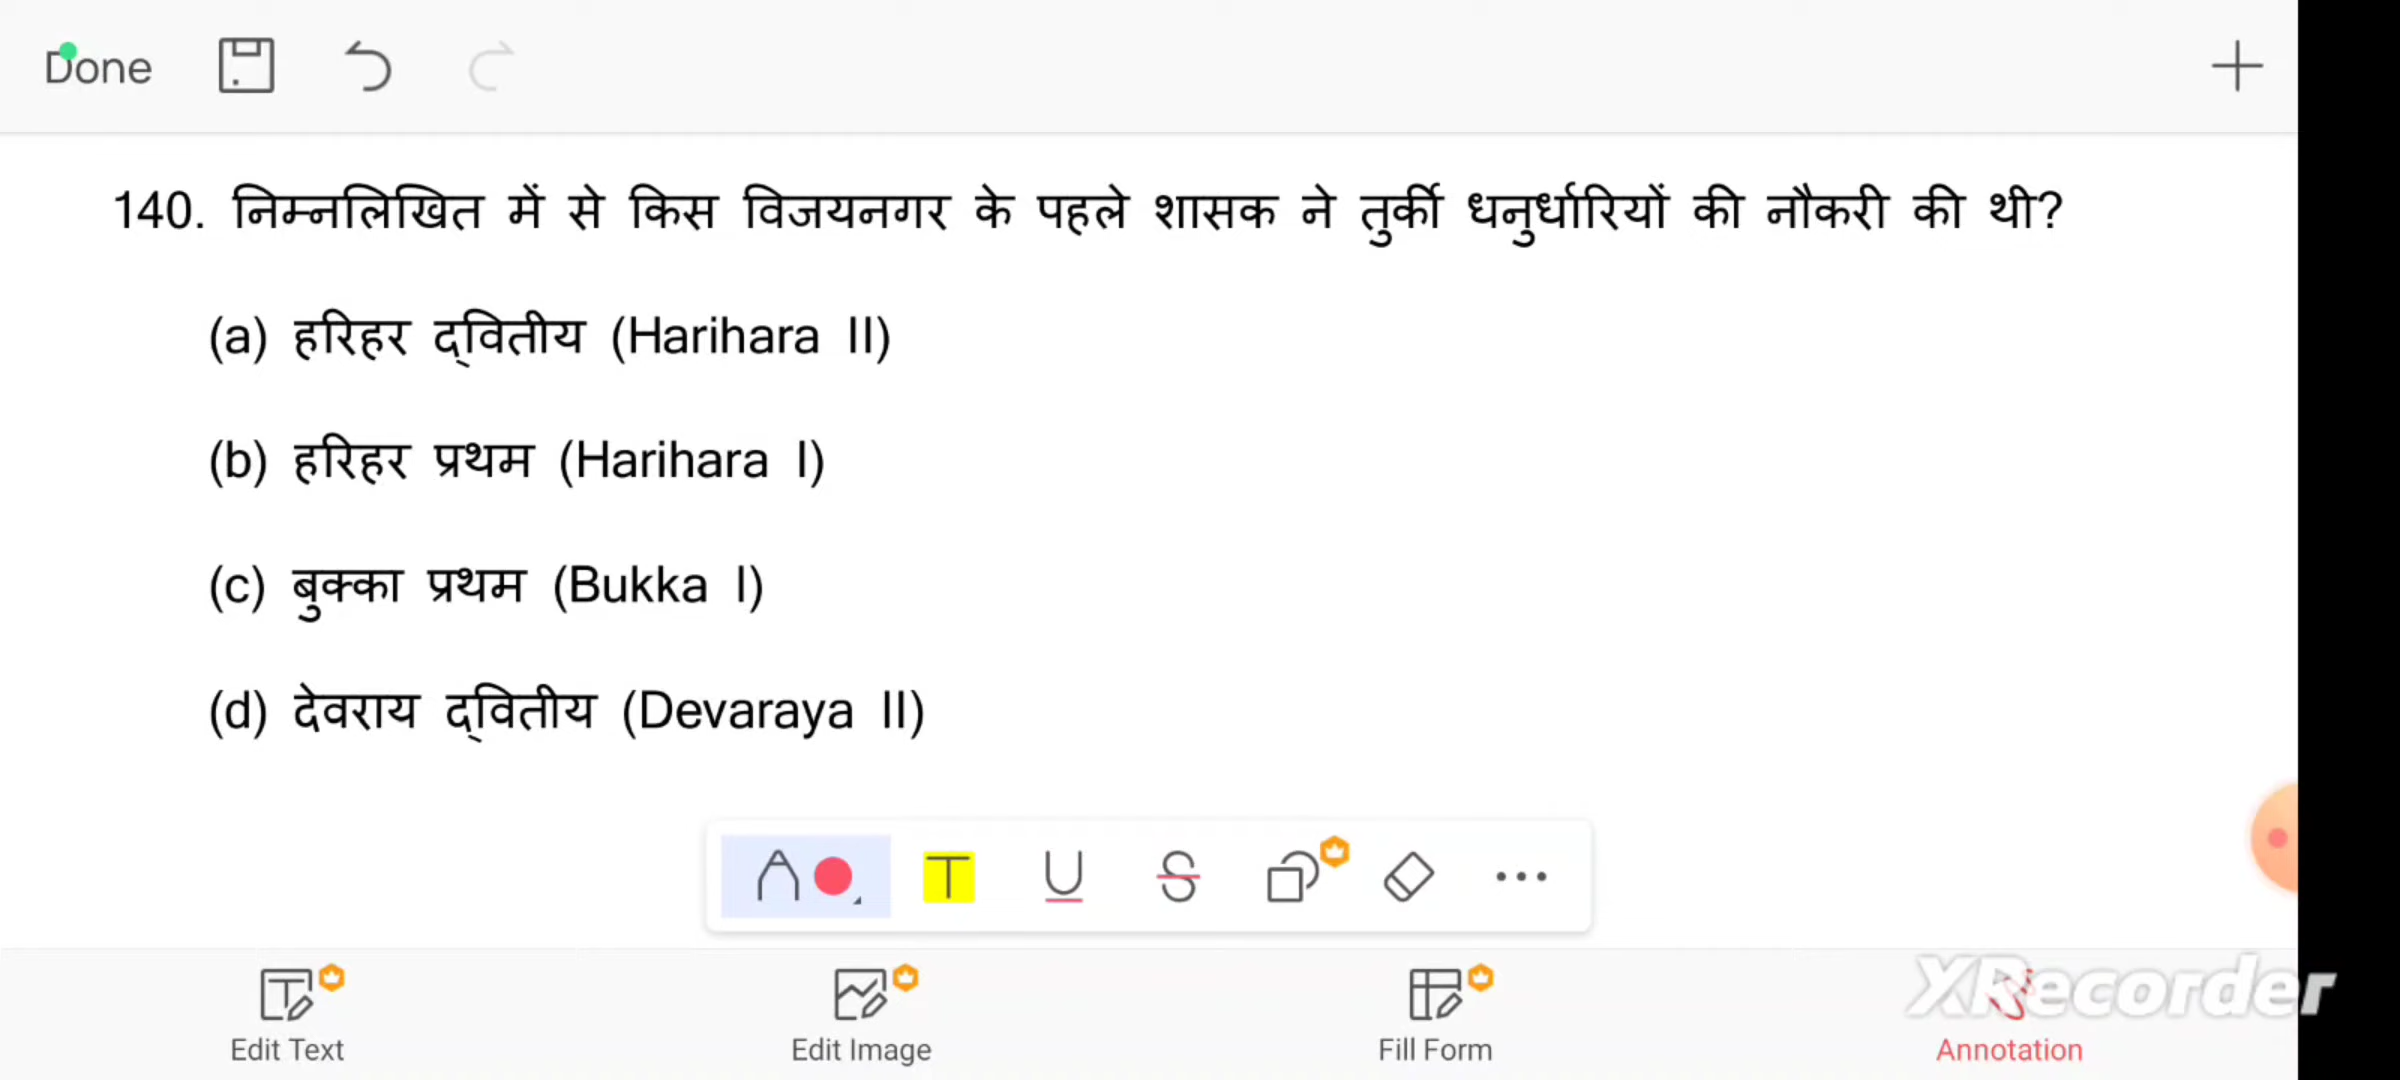 Done
140. निम्नलिखित में से किस विजयनगर के पहले शासक ने तुर्की धनुर्धारियों की नौकरी की थी?
(a) हरिहर द्वितीय (Harihara II)
(b) हरिहर प्रथम (Harihara I)
(c) बुक्का प्रथम (Bukka I)
(d) देवराय द्वितीय (Devaraya II)
T U S
XRecorder
Edit Text Edit Image Fill Form Annotation